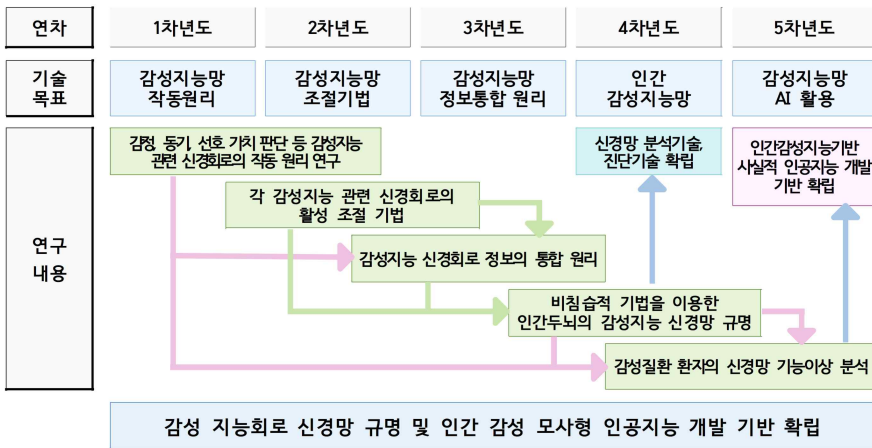 연차
1차년도
2차년도
3차년도
4차년도
5차년도
기술
목표
감성지능망
작동원리
감성지능망
조절기법
감성지능망
정보통합 원리
인간
감성지능망
감성지능망
AI 활용
연구
내용
감정, 동기, 선호 가치 판단 등 감성지능
관련 신경회로의 작동 원리 연구
신경망 분석기술,
진단기술 확립
인간감성지능기반
사실적 인공지능 개발
기반 확립
각 감성지능 관련 신경회로의
활성 조절 기법
감성지능 신경회로 정보의 통합 원리
비침습적 기법을 이용한
인간두뇌의 감성지능 신경망 규명
감성질환 환자의 신경망 기능이상 분석
감성 지능회로 신경망 규명 및 인간 감성 모사형 인공지능 개발 기반 확립